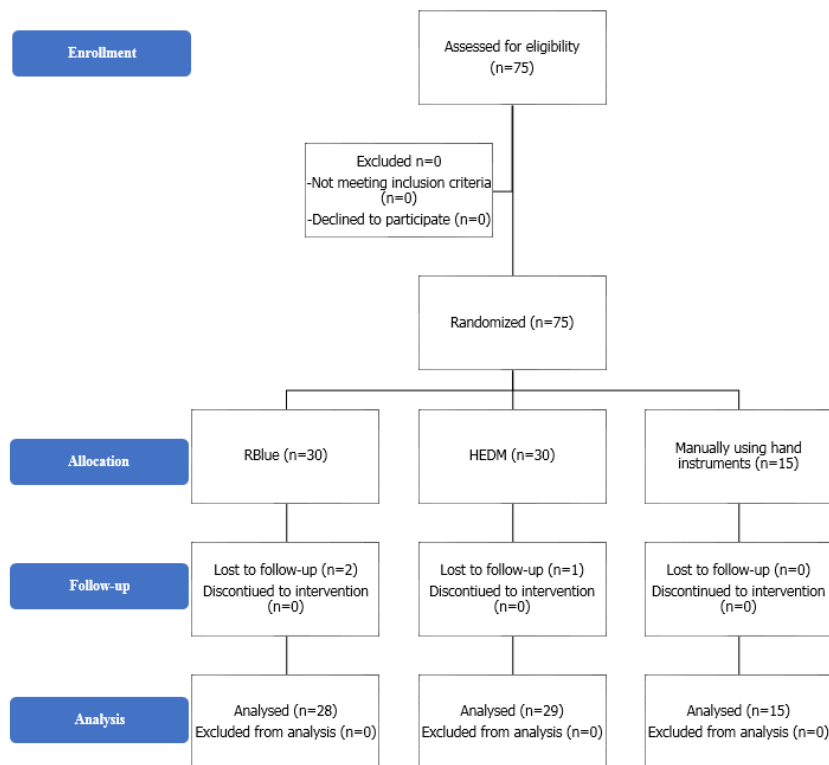 Enrollment
Assessed for eligibility
(n=75)
Excluded n=0
-Not meeting inclusion criteria
(n=0)
-Declined to participate (n=0)
Randomized (n=75)
Allocation
RBlue (n=30)
HEDM (n=30)
Manually using hand
instruments (n=15)
Follow-up
Lost to follow-up (n=2)
Discontiued to intervention
(n=0)
Lost to follow-up (n=1)
Discontiued to intervention
(n=0)
Lost to follow-up (n=0)
Discontinued to intervention
(n=0)
Analysis
Analysed (n=28)
Excluded from analysis (n=0)
Analysed (n=29)
Excluded from analysis (n=0)
Analysed (n=15)
Excluded from analysis (n=0)